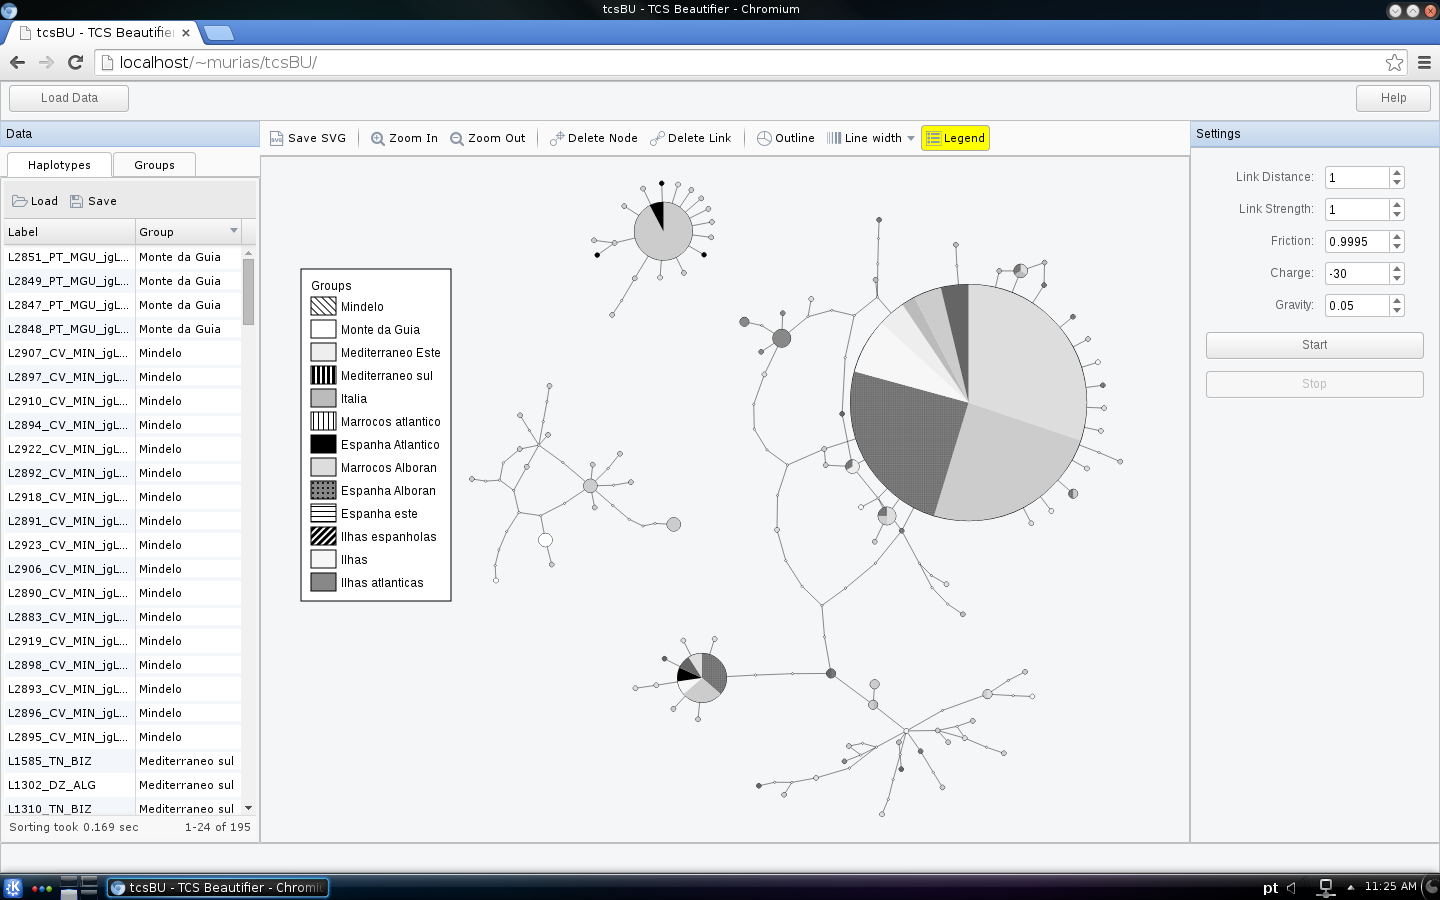 tcsBU - TCS Beautifier - Chromium
tcsBU - TCS Beautifie
localhost/~murias/tcsBU/
Load Data
Help
Data
Haplotypes
Groups
Load
Save
Label
Group
L2851_PT_MGU_jgL... Monte da Guia
L2849_PT_MGU_jgL... Monte da Guia
L2847_PT_MGU_jgL... Monte da Guia
L2848_PT_MGU_jgL... Monte da Guia
L2907_CV_MIN_jgL... Mindelo
L2897_CV_MIN_jgL... Mindelo
L2910_CV_MIN_jgL... Mindelo
L2894_CV_MIN_jgL... Mindelo
L2922_CV_MIN_jgL... Mindelo
L2892_CV_MIN_jgL... Mindelo
L2918_CV_MIN_jgL... Mindelo
L2891_CV_MIN_jgL... Mindelo
L2923_CV_MIN_jgL... Mindelo
L2906_CV_MIN_jgL... Mindelo
L2890_CV_MIN_jgL... Mindelo
L2883_CV_MIN_jgL... Mindelo
L2919_CV_MIN_jgL... Mindelo
L2898_CV_MIN_jgL... Mindelo
L2893_CV_MIN_jgL... Mindelo
L2896_CV_MIN_jgL... Mindelo
L2895_CV_MIN_jgL... Mindelo
L1585_TN_BIZ Mediterraneo sul
L1302_DZ_ALG Mediterraneo sul
L1310_TN_BIZ Mediterraneo sul
Sorting took 0.169 sec 1-24 of 195
Save SVG
Zoom In
Zoom Out
Delete Node
Delete Link
Outline
Line width
Legend
Groups
Mindelo
Monte da Guia
Mediterraneo Este
Mediterraneo sul
Italia
Marrocos atlantico
Espanha Atlantico
Marrocos Alboran
Espanha Alboran
Espanha este
Ilhas espanholas
Ilhas
Ilhas atlanticas
Settings
Link Distance: 1
Link Strength: 1
Friction: 0.9995
Charge: -30
Gravity: 0.05
Start
Stop
tcsBU - TCS Beautifier - Chromi
pt
11:25 AM